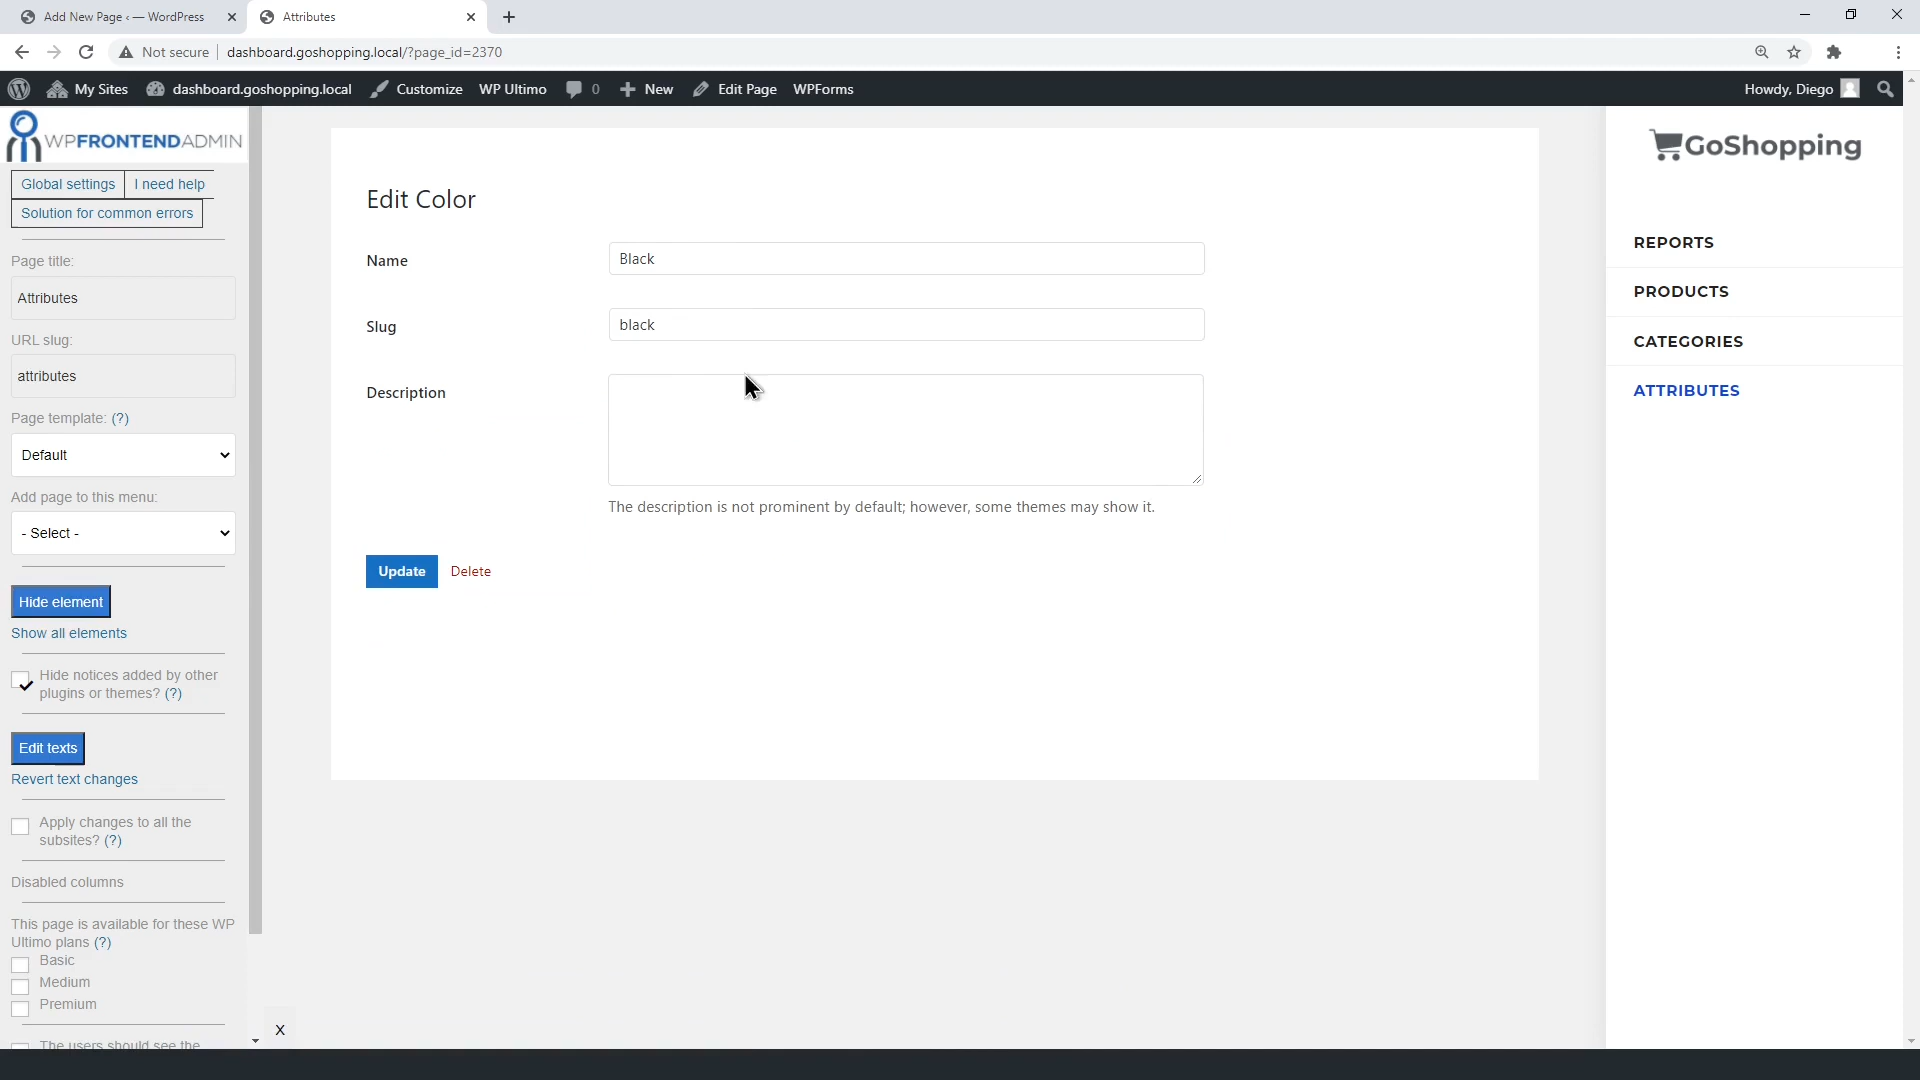 Add New Page ‹ — WordPress
Attributes
Not secure
dashboard.goshopping.local/?page_id=2370
My Sites
dashboard.goshopping.local
Customize
WP Ultimo
0
New
Edit Page
WPForms
Howdy, Diego
WPFRONTENDADMIN
Global settings
I need help
Solution for common errors
Page title:
Attributes
URL slug:
attributes
Page template: (?)
Default
Add page to this menu:
- Select -
Hide element
Show all elements
Hide notices added by other
plugins or themes? (?)
Edit texts
Revert text changes
Apply changes to all the
subsites? (?)
Disabled columns
This page is available for these WP
Ultimo plans (?)
Basic
Medium
Premium
The users should see the
X
Edit Color
Name
Black
Slug
black
Description
The description is not prominent by default; however, some themes may show it.
Update
Delete
GoShopping
REPORTS
PRODUCTS
CATEGORIES
ATTRIBUTES